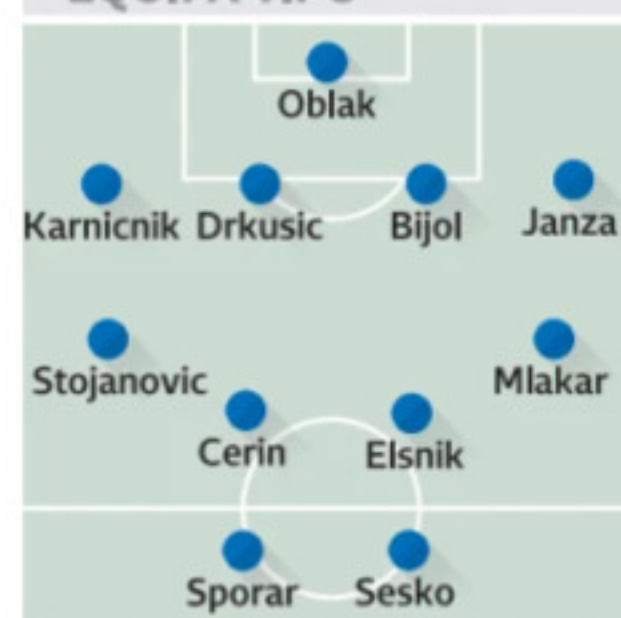 Oblak
Karnicnik Drkusic Bijol Janza
Stojanovic Mlakar
Cerin Elsnik
Sporar Sesko